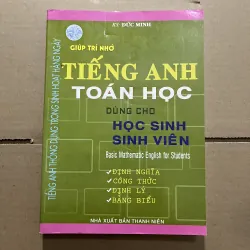 XY: ĐỨC MINH
GIÚP TRÍ NHỚ
TIẾNG ANH
TOÁN HỌC
DÙNG CHO
HỌC SINH
SINH VIÊN
Basic Mathematic English for Students
ĐỊNH NGHĨA
CÔNG THỨC
ĐỊNH LÝ
BẢNG BIỂU
NHÀ XUẤT BẢN THANH NIÊN
TIẾNG ANH THÔNG DỤNG TRONG SINH HOẠT HÀNG NGÀY